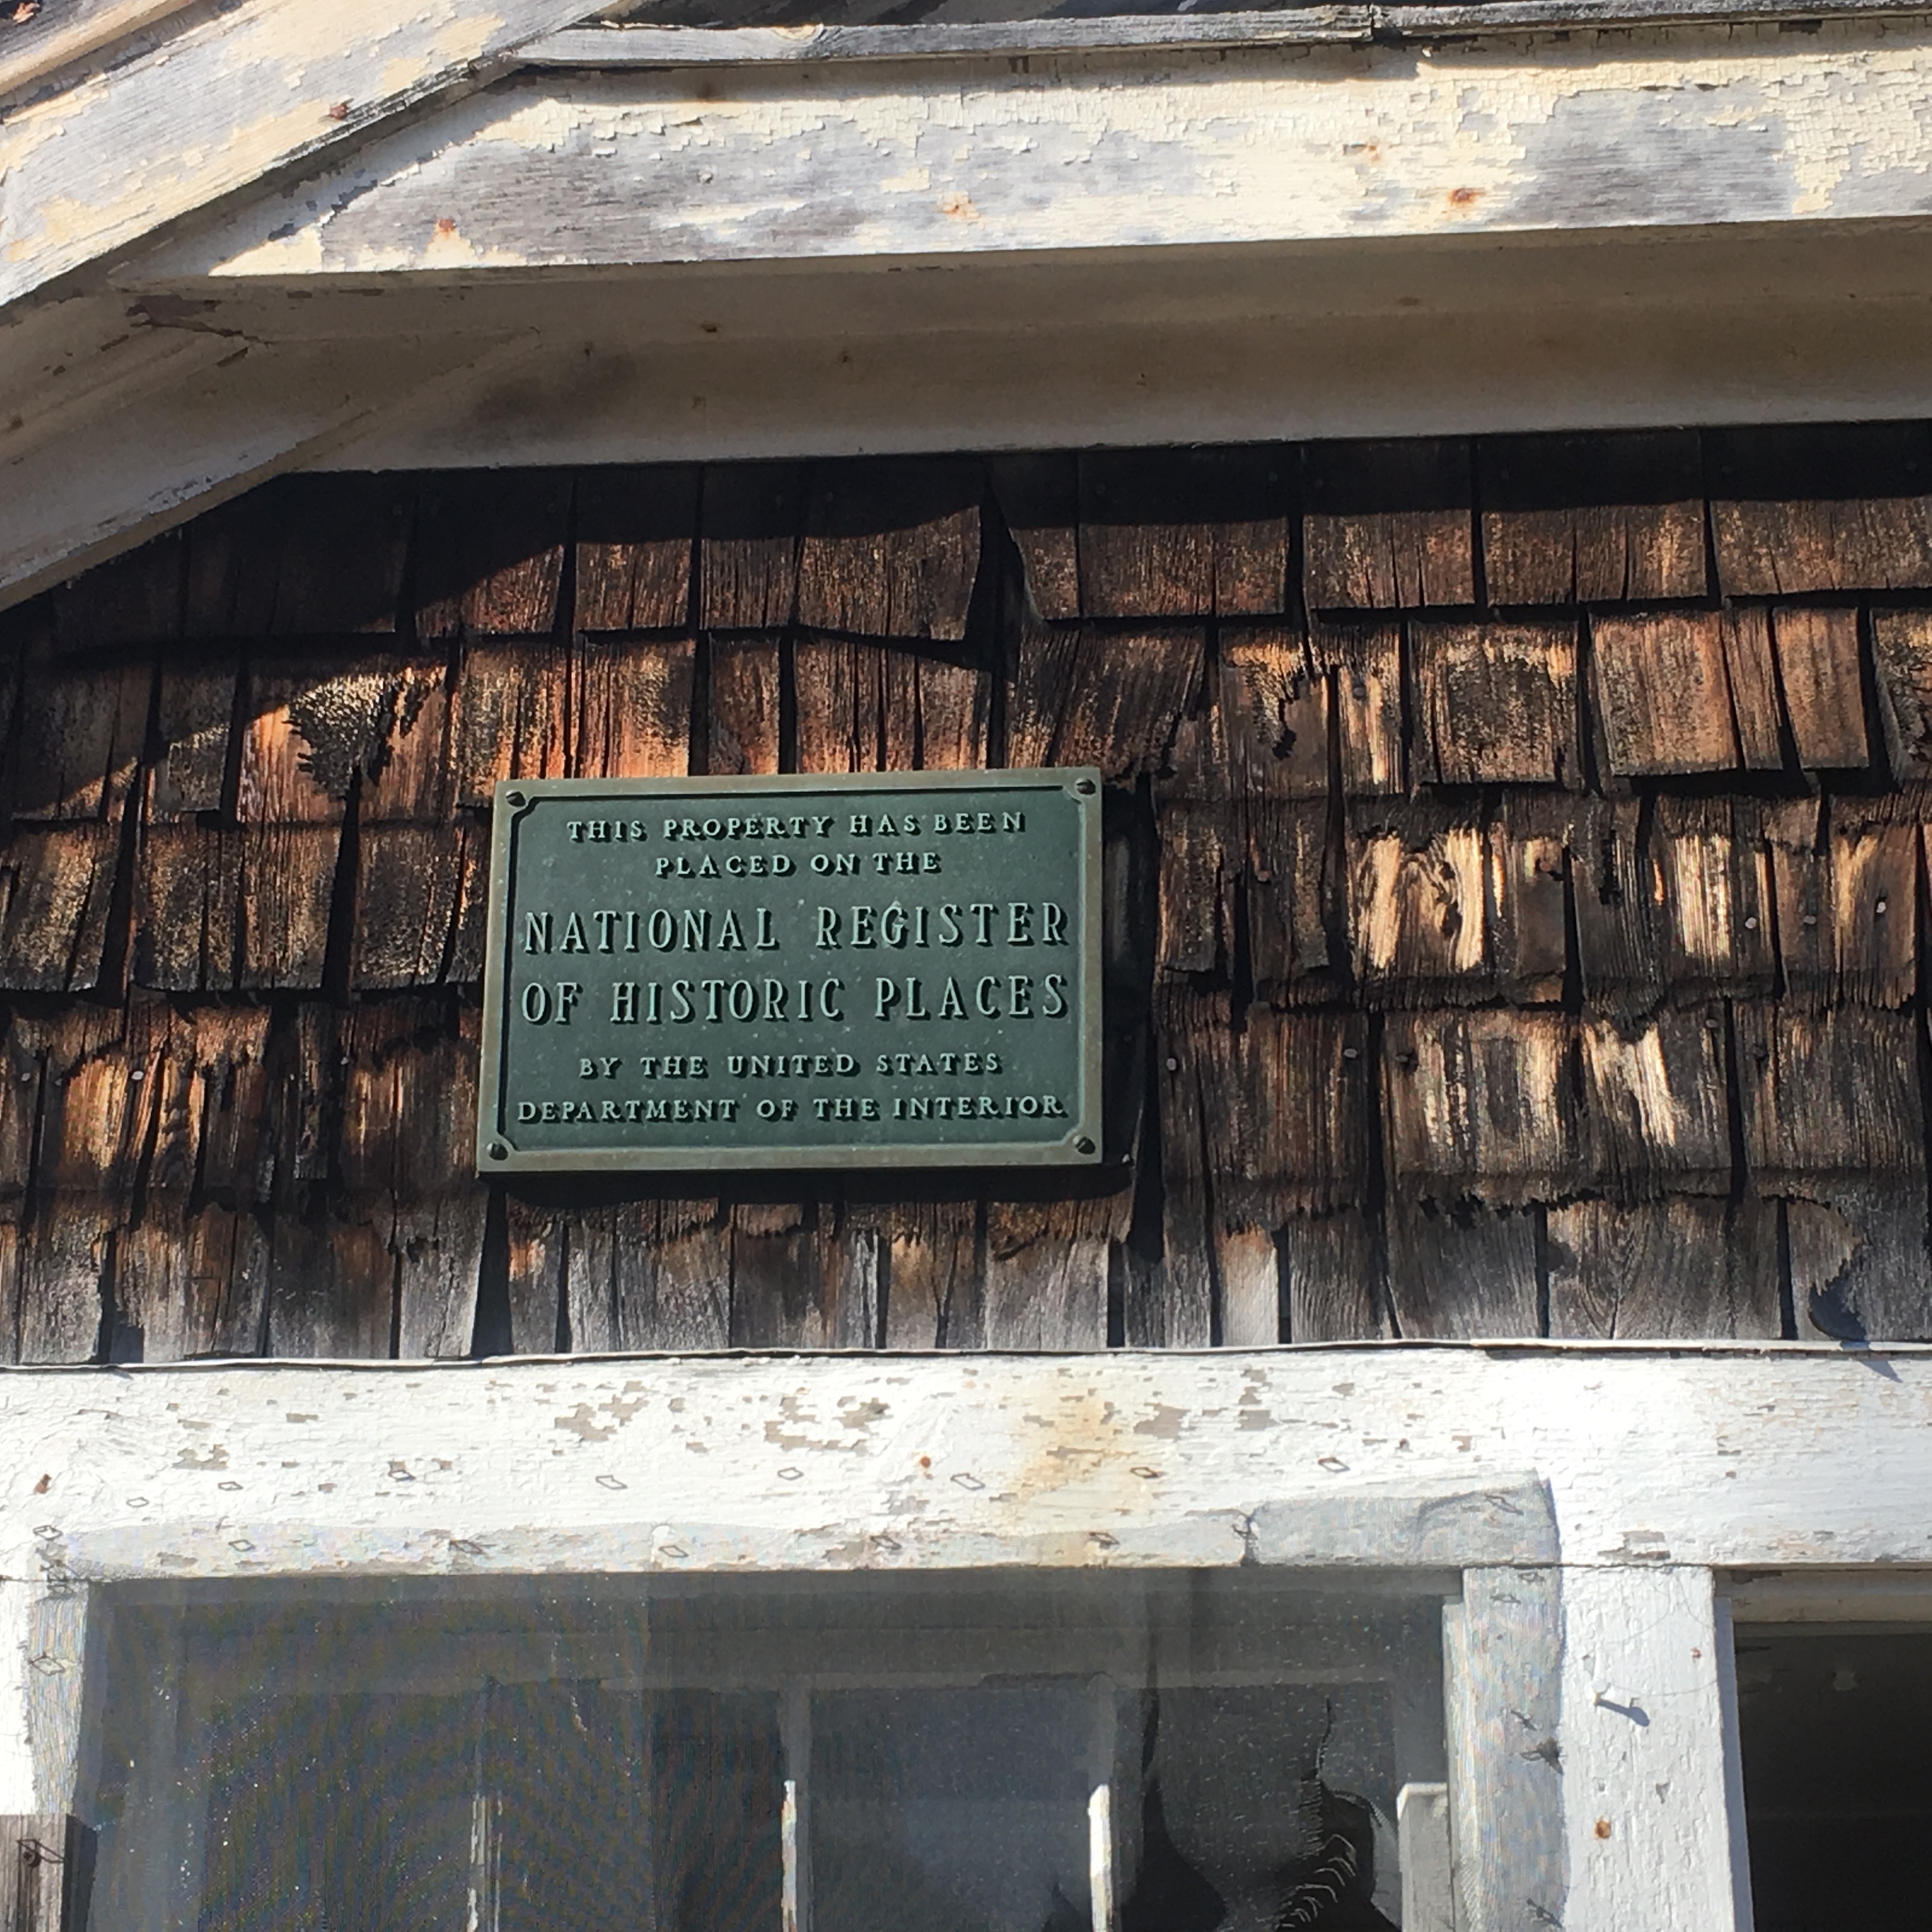 THIS PROPERTY HAS BEEN
PLACED ON THE
NATIONAL REGISTER
OF HISTORIC PLACES
BY THE UNITED STATES
DEPARTMENT OF THE INTERIOR